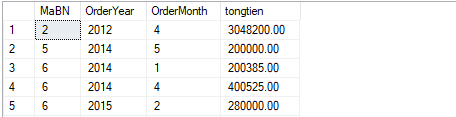 MaBN OrderYear OrderMonth tongtien
1 2 2012 4 3048200.00
2 5 2014 5 200000.00
3 6 2014 1 200385.00
4 6 2014 4 400525.00
5 6 2015 2 280000.00